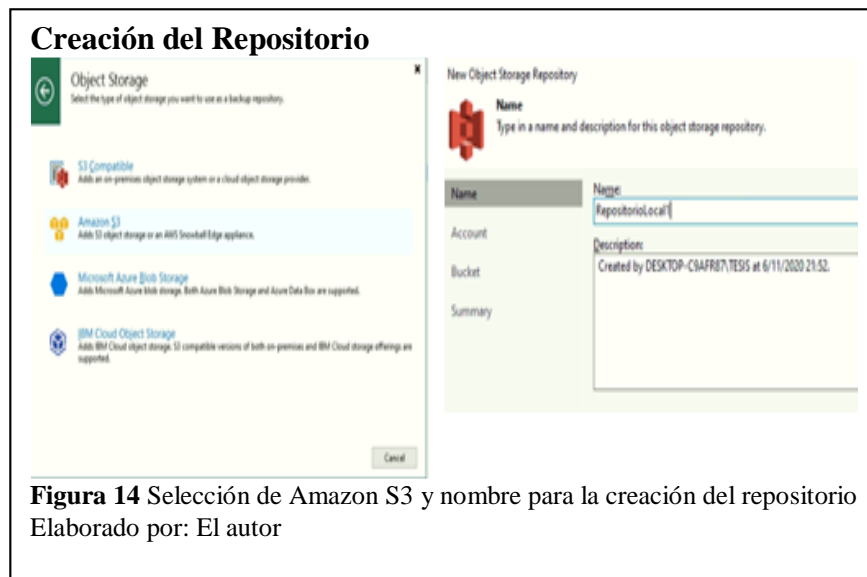 Creación del Repositorio
Object Storage
Select the type of object storage you want to use as a backup repository.
S3 Compatible
Adds an on-premises object storage system or a cloud object storage provider.
Amazon S3
Adds S3 object storage or an AWS Snowball Edge appliance.
Microsoft Azure Blob Storage
Adds Microsoft Azure blob storage. Both Azure Blob Storage and Azure Data Box are supported.
IBM Cloud Object Storage
Adds IBM Cloud object storage. S3 compatible versions of both on-premises and IBM Cloud storage offerings are
supported.
Cancel
New Object Storage Repository
Name
Type in a name and description for this object storage repository.
Name
Account
Bucket
Summary
Name:
RepositorioLocal1
Description:
Created by DESKTOP-C9AFR87\TESIS at 6/11/2020 21:52.
Figura 14 Selección de Amazon S3 y nombre para la creación del repositorio
Elaborado por: El autor